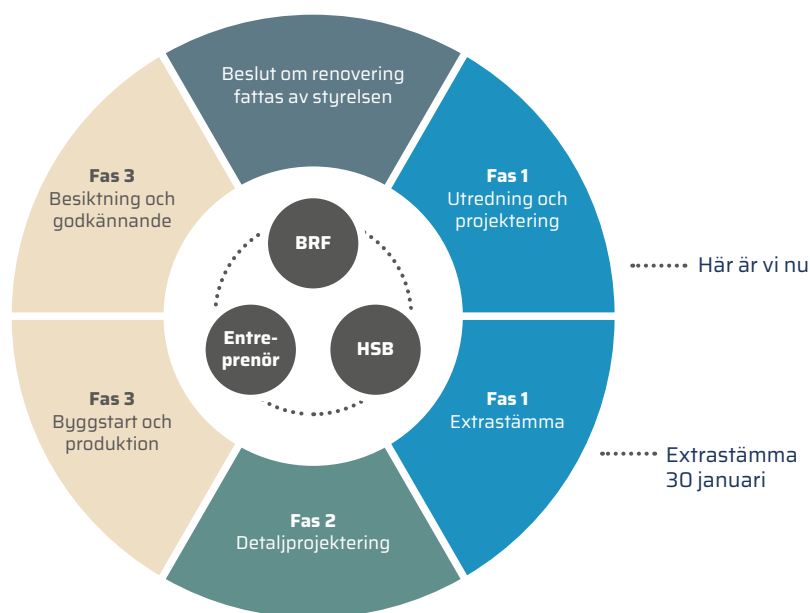 Beslut om renovering
fattas av styrelsen
Fas 1
Utredning och
projektering
Här är vi nu
Fas 1
Extrastämma
Extrastämma
30 januari
Fas 2
Detaljprojektering
Fas 3
Byggstart och
produktion
Fas 3
Besiktning och
godkännande
BRF
HSB
Entre-
prenör